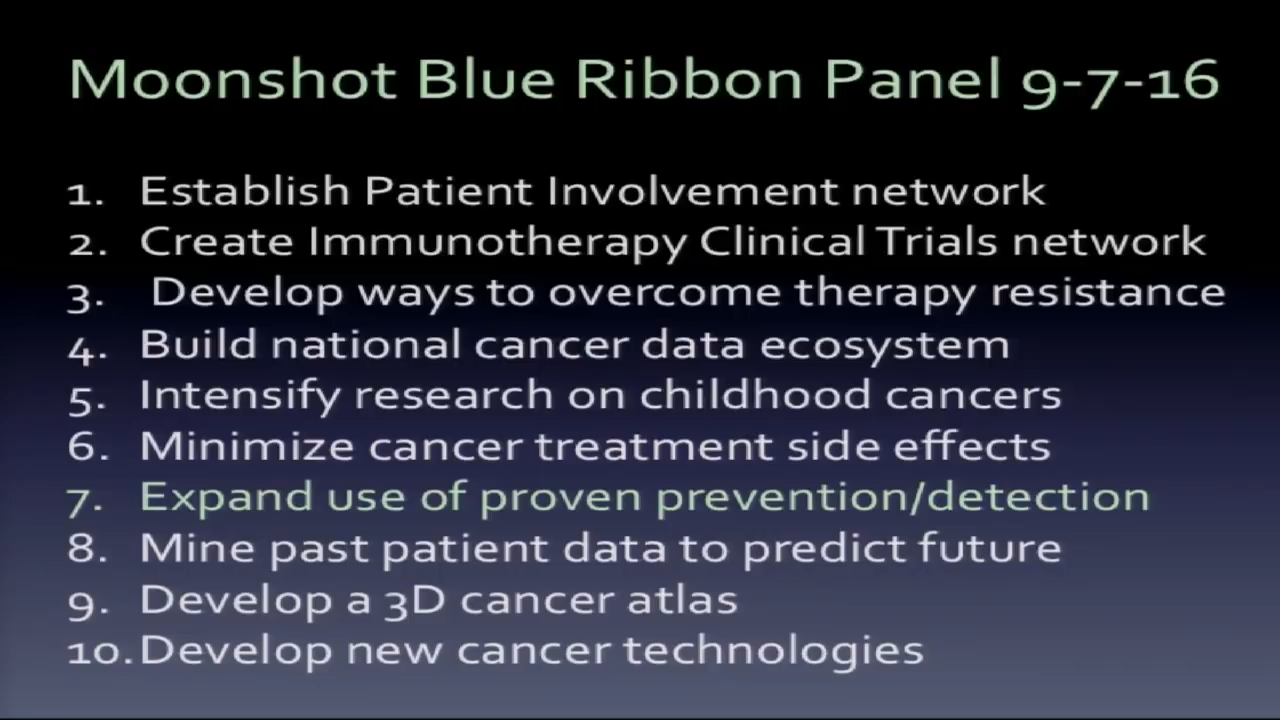 Moonshot Blue Ribbon Panel 9-7-16
1. Establish Patient Involvement network
2. Create Immunotherapy Clinical Trials network
3. Develop ways to overcome therapy resistance
4. Build national cancer data ecosystem
5. Intensify research on childhood cancers
6. Minimize cancer treatment side effects
7. Expand use of proven prevention/detection
8. Mine past patient data to predict future
9. Develop a 3D cancer atlas
10. Develop new cancer technologies